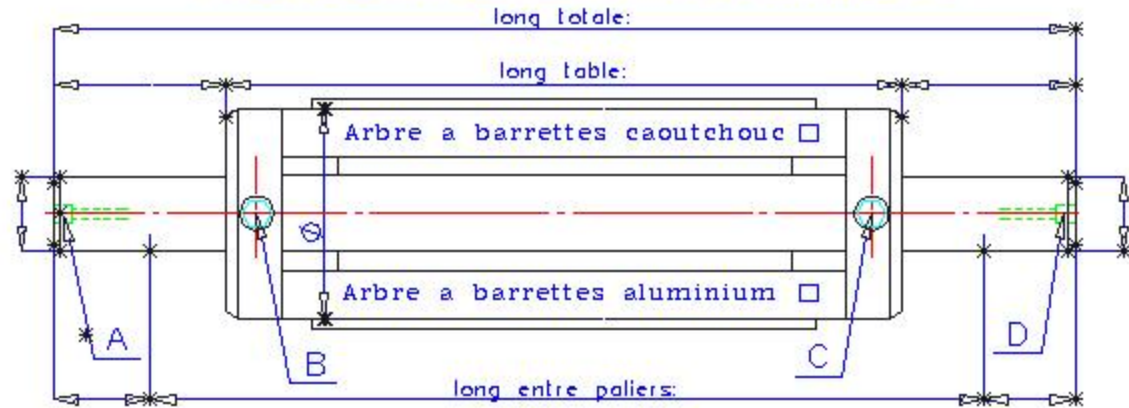 long totale:
long table:
Arbre a barrettes caoutchouc □
Ø
Arbre a barrettes aluminium □
A
B
C
D
long entre paliers: